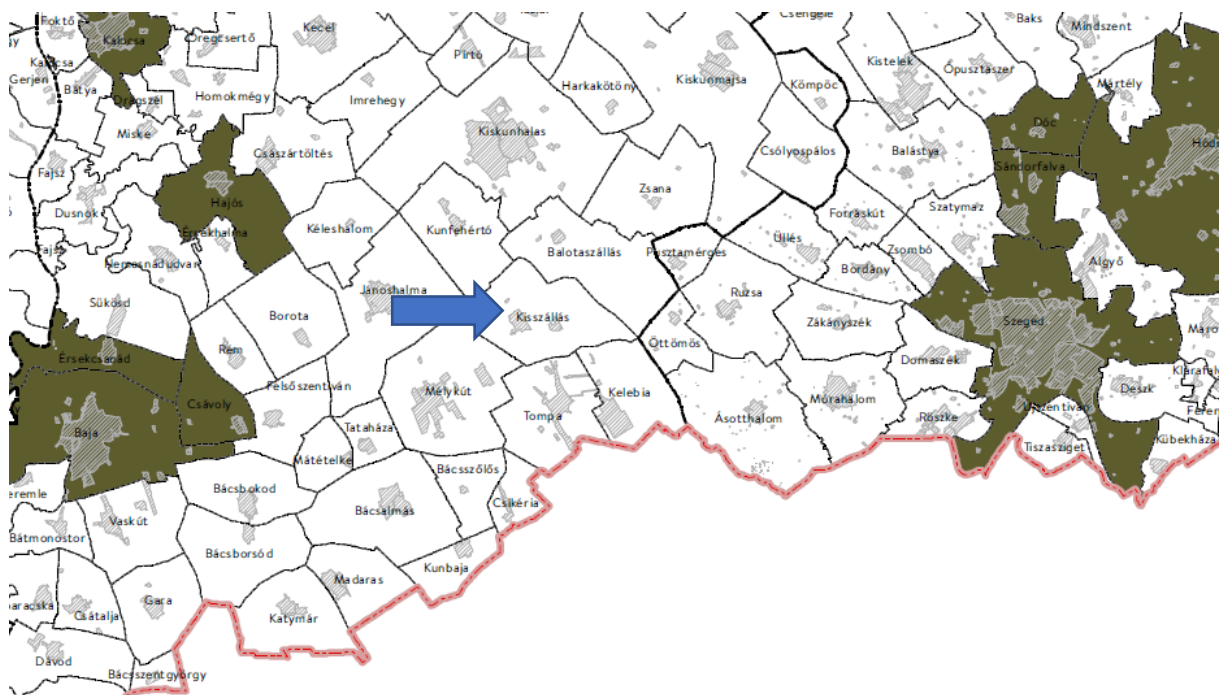 Foktő
Kalocsa
Öregcsertő
Kecel
Pirtó
Csengele
Baks
Mindszent
Kiskunmajsa
Kistelek
Ópusztaszer
Harkakötöny
Kömpöc
Mártély
Gerjen
Bátya
Drágszél
Homokmégy
Imrehegy
Miske
Kiskunhalas
Dóc
Császártöltés
Csólyospálos
Balástya
Sándorfalva
Fajsz
Zsana
Hajós
Dusnok
Érsekhalma
Kéleshalom
Kunfehértó
Forráskút
Szatymaz
Üllés
Zsombó
Balotaszállás
Pusztamérges
Algyő
Nemesnádudvar
Bordány
Jánoshalma
Ruzsa
Sükösd
Borota
Kisszállás
Zákányszék
Szeged
Öttömös
Rém
Érsekcsanád
Domaszék
Felsőszentiván
Mélykút
Kelebia
Deszk
Csávoly
Tompa
Mórahalom
Röszke
Ásotthalom
Baja
Tataháza
Kübekháza
Tiszasziget
Mátételke
Bácsszőlős
Bácsbokod
Csikéria
Vaskút
Bácsalmás
Bátmonostor
Bácsborsód
Kunbaja
Madaras
Gara
Csátalja
Katymár
Dávod
Bácsszentgyörgy